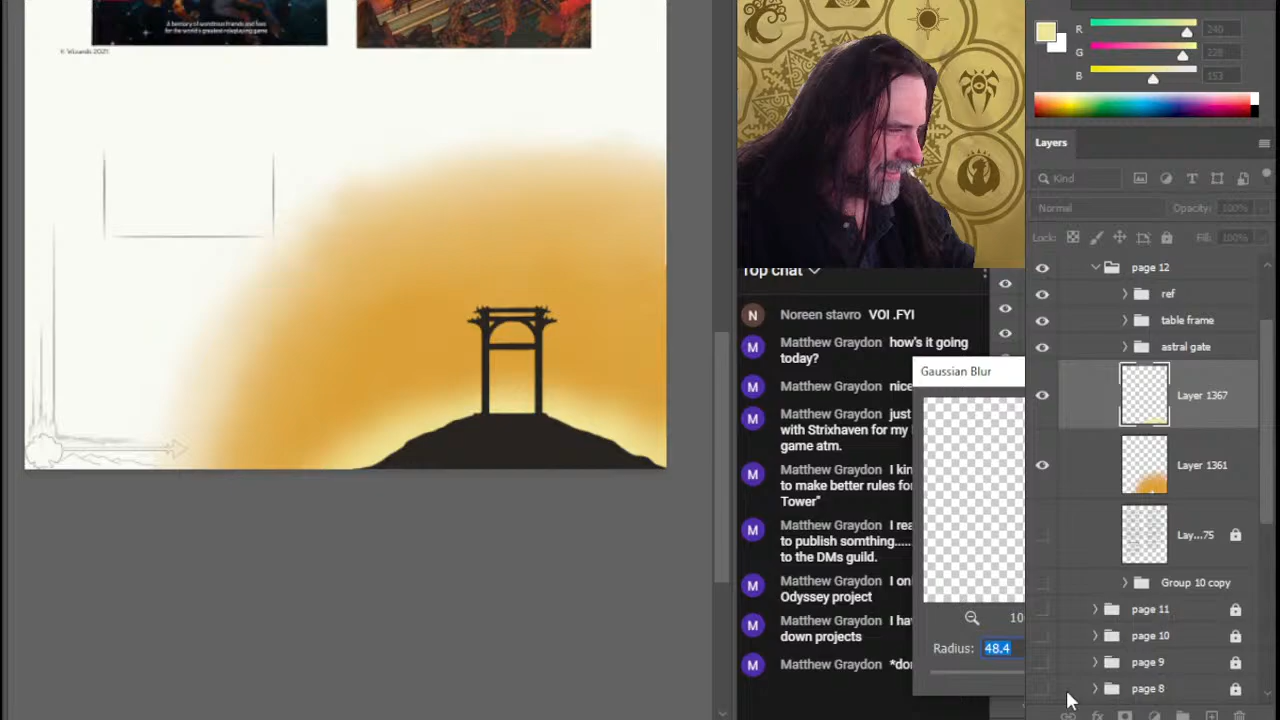 A bestiary of wondrous friends and foes
for the world's greatest roleplaying game
R
240
G
228
B
153
Layers
Kind
Normal
Opacity: 100%
Lock:
Fill: 100%
page 12
ref
table frame
astral gate
Layer 1367
Layer 1361
Lay...75
Group 10 copy
page 11
page 10
page 9
page 8
Top chat
N
Noreen stavro VOI .FYI
M
Matthew Graydon how's it going
today?
M
Matthew Graydon nice
M
Matthew Graydon just
with Strixhaven for my
game atm.
M
Matthew Graydon I kin
to make better rules for
Tower"
M
Matthew Graydon I rea
to publish somthing......
to the DMs guild.
M
Matthew Graydon I on
Odyssey project
M
Matthew Graydon I hav
down projects
M
Matthew Graydon *do
Gaussian Blur
10
Radius: 48.4